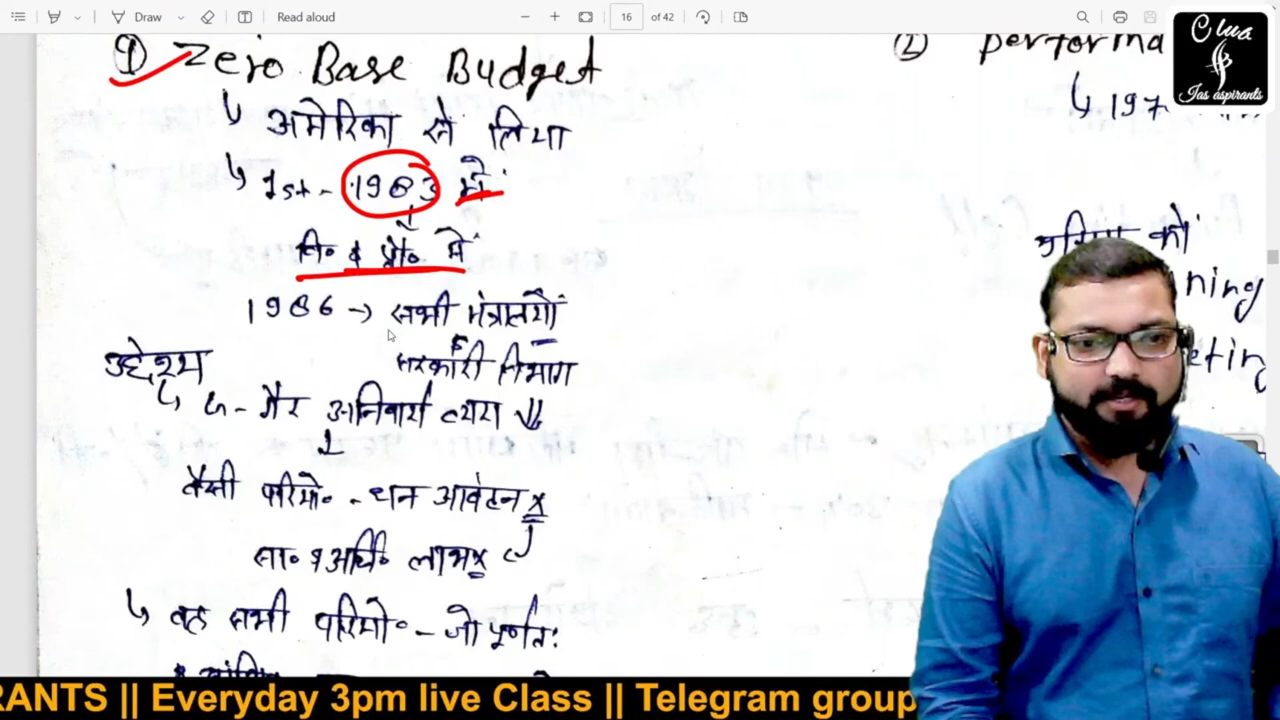 Draw
Read aloud
16 of 42
① Zero Base Budget
↳ अमेरिका से लिया
↳ 1st - 1983 में
वि० व प्रौ० में
1986 → सभी मंत्रालयों
व
सरकारी विभाग
उद्देश्य
↳ गैर अनिवार्य व्यय ↓↓
वैसी परियो० - धन आवंटन x
सा० व आर्थि० लाभ x
↳ वह सभी परियो० - जो पूर्णतः
② performa
↳ 197
को
ning
eting
Clua
Ias aspirants
RANTS || Everyday 3pm live Class || Telegram group